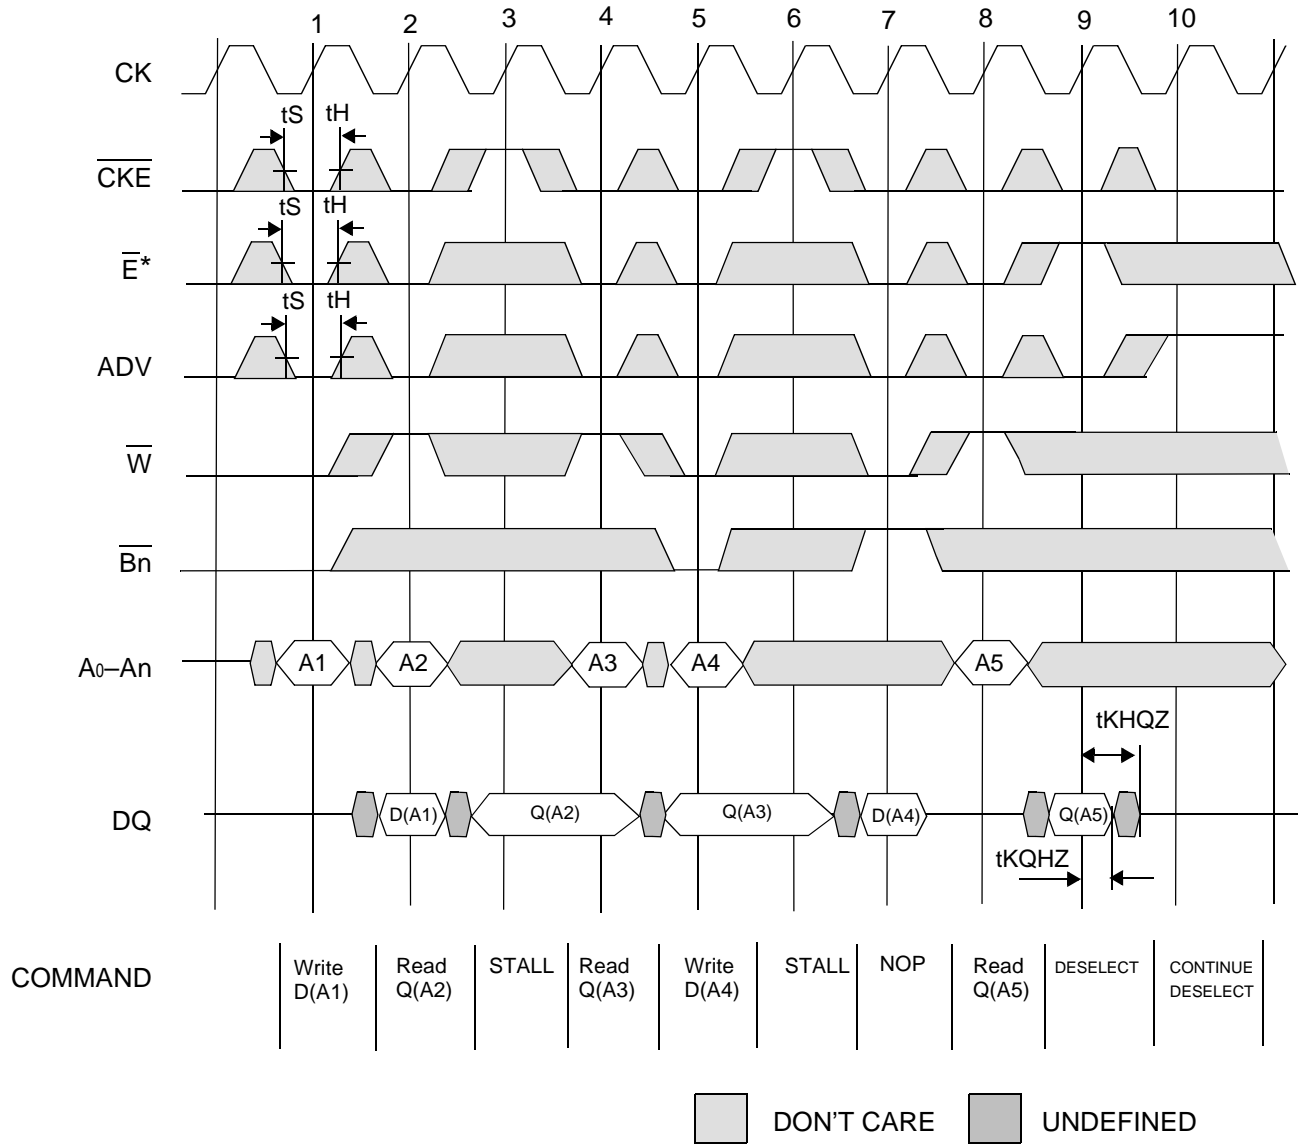 1 2 3 4 5 6 7 8 9 10
CK
tS tH
CKE
tS tH
E*
tS tH
ADV
W
Bn
A0–An A1 A2 A3 A4 A5
tKHQZ
DQ D(A1) Q(A2) Q(A3) D(A4) Q(A5)
tKQHZ
COMMAND
Write
D(A1)
Read
Q(A2)
STALL
Read
Q(A3)
Write
D(A4)
STALL
NOP
Read
Q(A5)
DESELECT
CONTINUE
DESELECT
DON'T CARE UNDEFINED